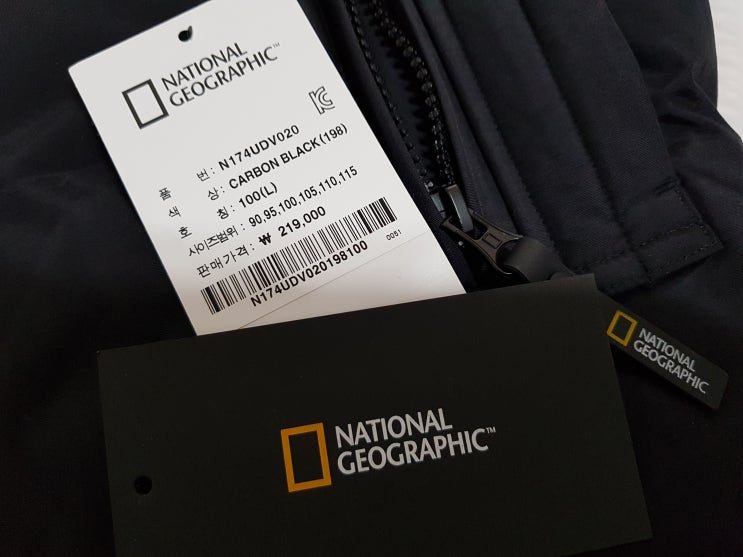 NATIONAL
GEOGRAPHIC™
품 번 : N174UDV020
색 상 : CARBON BLACK(198)
호 칭 : 100(L)
사이즈범위 : 90,95,100,105,110,115
판매가격 : ₩ 219,000
0051
N174UDV020198100
NATIONAL
GEOGRAPHIC
NATIONAL
GEOGRAPHIC™